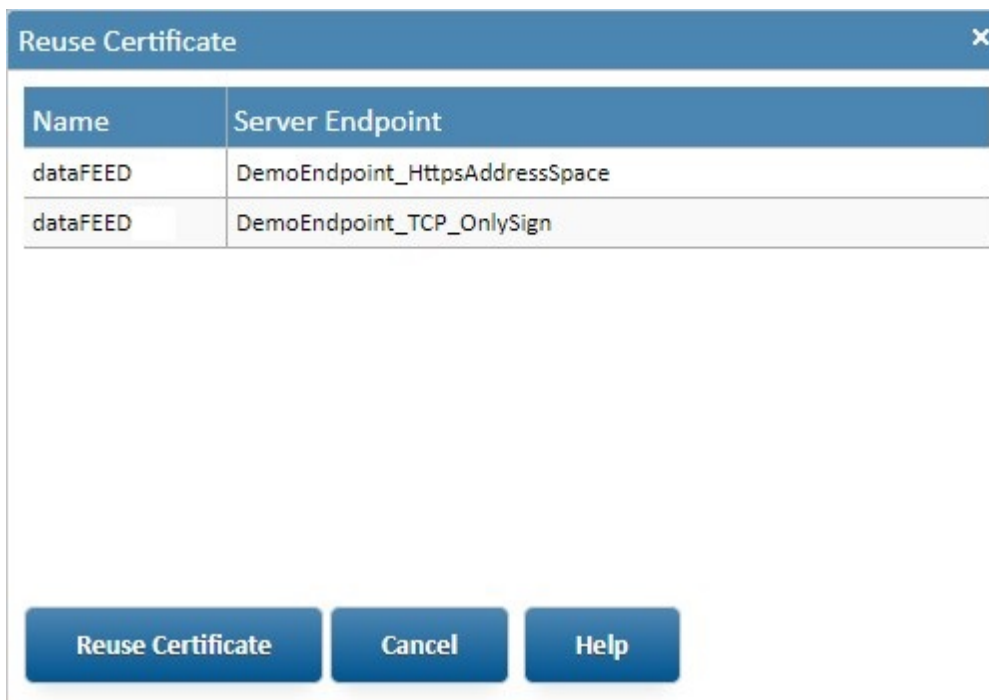 Reuse Certificate
Name Server Endpoint
dataFEED DemoEndpoint_HttpsAddressSpace
dataFEED DemoEndpoint_TCP_OnlySign
Reuse Certificate Cancel Help